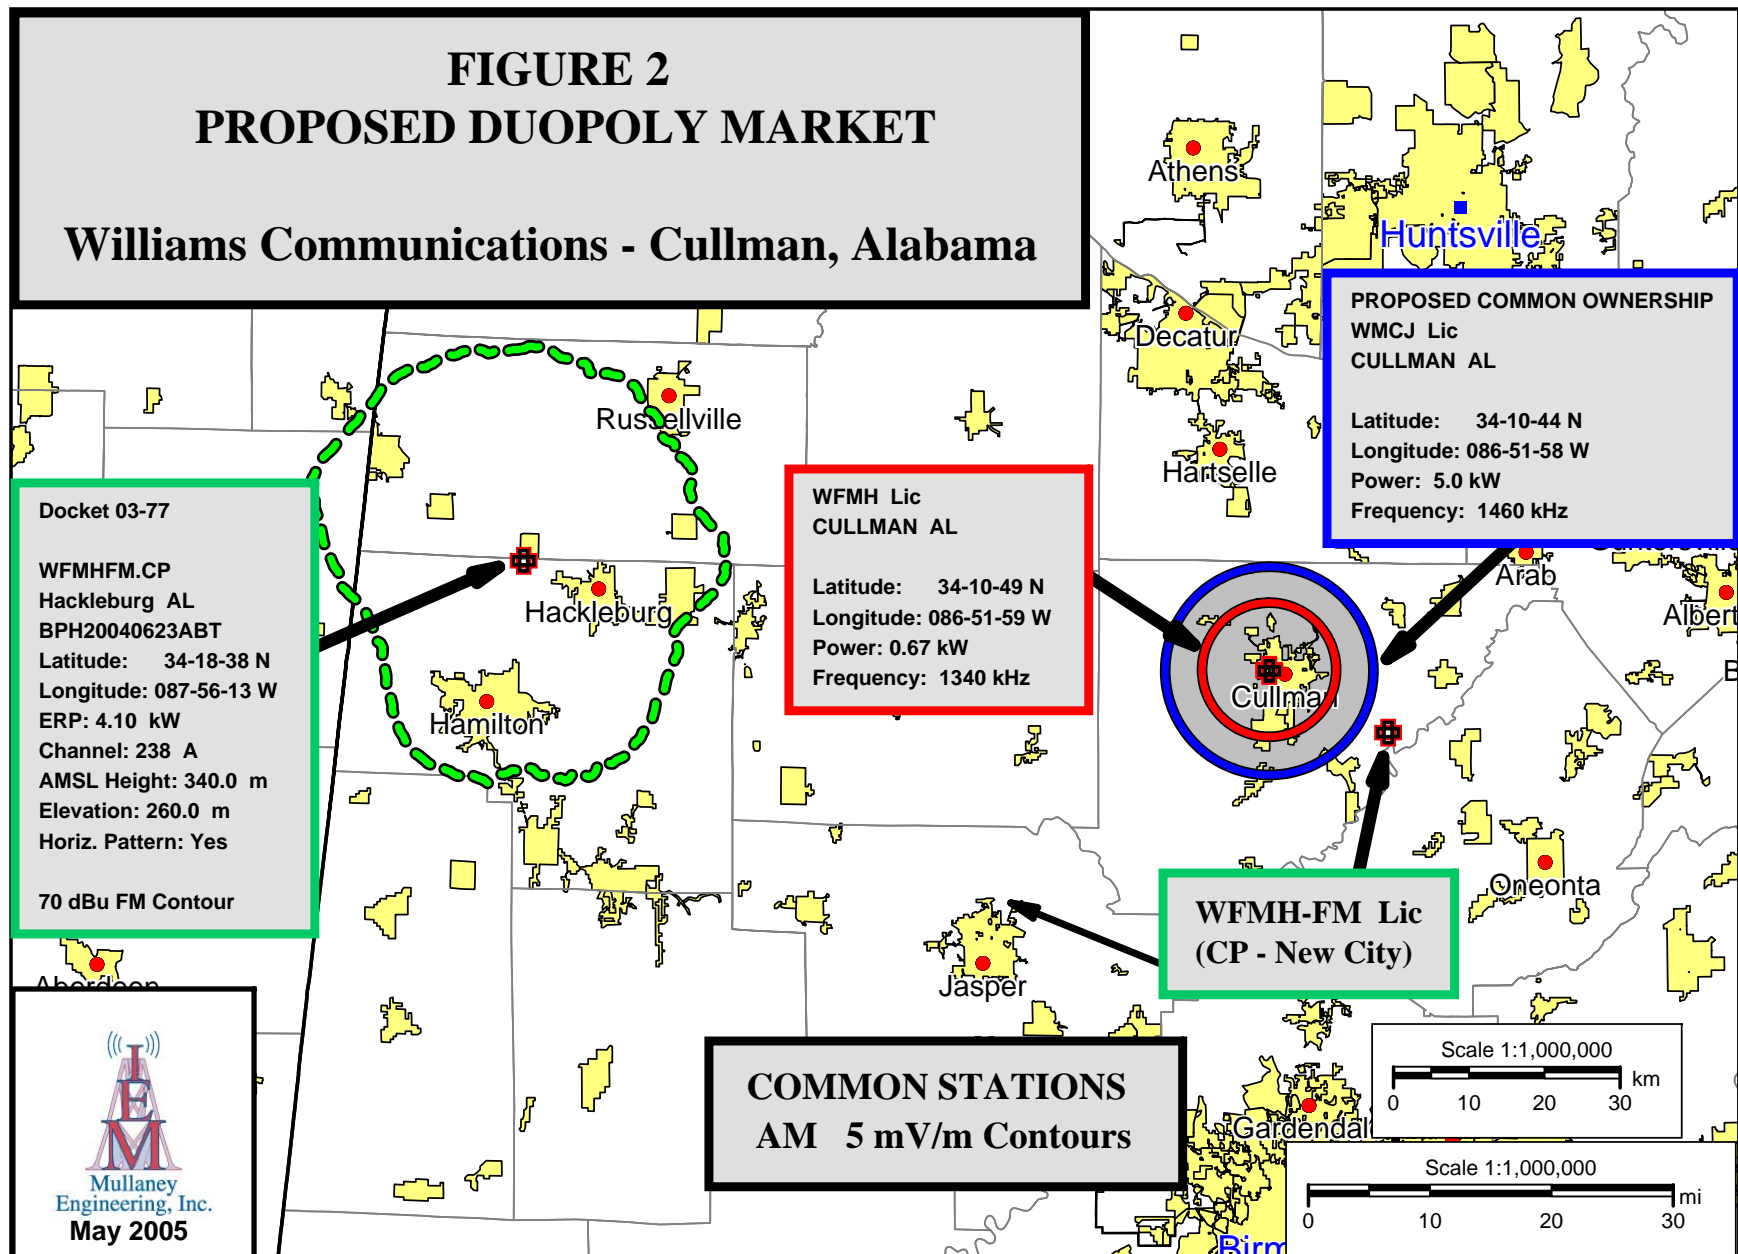 FIGURE 2
PROPOSED DUOPOLY MARKET
Williams Communications - Cullman, Alabama
Athens
Huntsville
Decatur
Hartselle
PROPOSED COMMON OWNERSHIP
WMCJ Lic
CULLMAN AL
Latitude: 34-10-44 N
Longitude: 086-51-58 W
Power: 5.0 kW
Frequency: 1460 kHz
Russellville
WFMH Lic
CULLMAN AL
Latitude: 34-10-49 N
Longitude: 086-51-59 W
Power: 0.67 kW
Frequency: 1340 kHz
Docket 03-77
WFMHFM.CP
Hackleburg AL
BPH20040623ABT
Latitude: 34-18-38 N
Longitude: 087-56-13 W
ERP: 4.10 kW
Channel: 238 A
AMSL Height: 340.0 m
Elevation: 260.0 m
Horiz. Pattern: Yes
70 dBu FM Contour
Arab
Albert
Hackleburg
Hamilton
Cullman
B
Oneonta
WFMH-FM Lic
(CP - New City)
Jasper
Aberdeen
COMMON STATIONS
AM 5 mV/m Contours
Gardendal
Birm
Scale 1:1,000,000
km
0 10 20 30
Scale 1:1,000,000
mi
0 10 20 30
IEM
Mullaney
Engineering, Inc.
May 2005